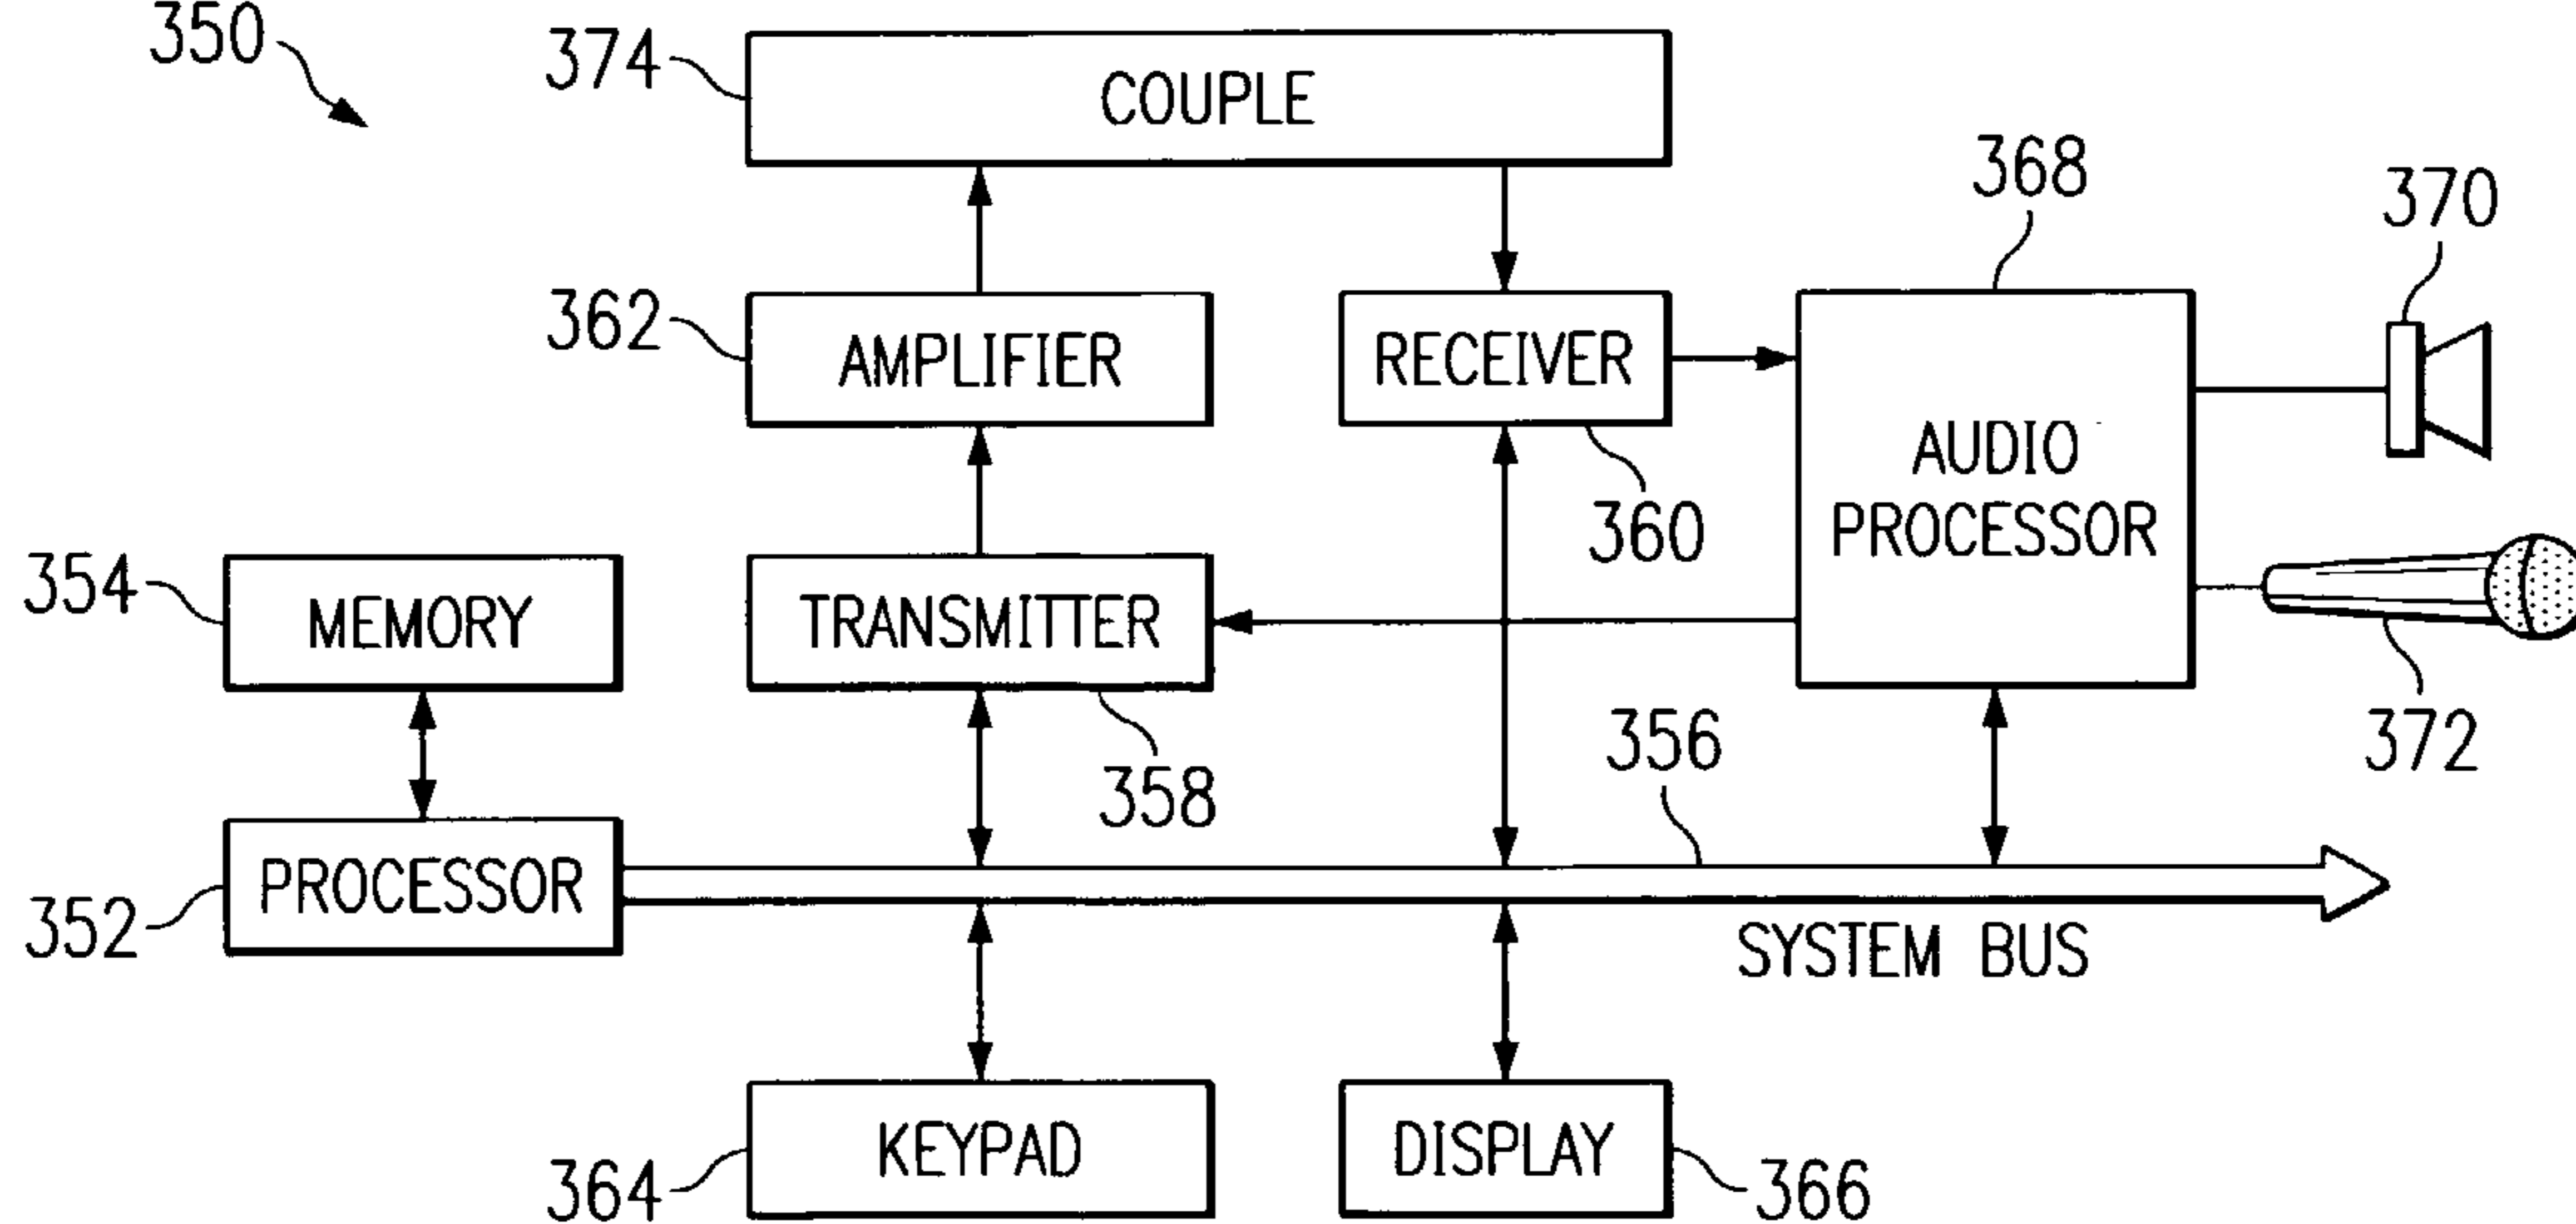 350
374
COUPLE
368
370
362
AMPLIFIER
RECEIVER
AUDIO
PROCESSOR
360
354
MEMORY
TRANSMITTER
358
356
372
352
PROCESSOR
SYSTEM BUS
364
KEYPAD
DISPLAY
366